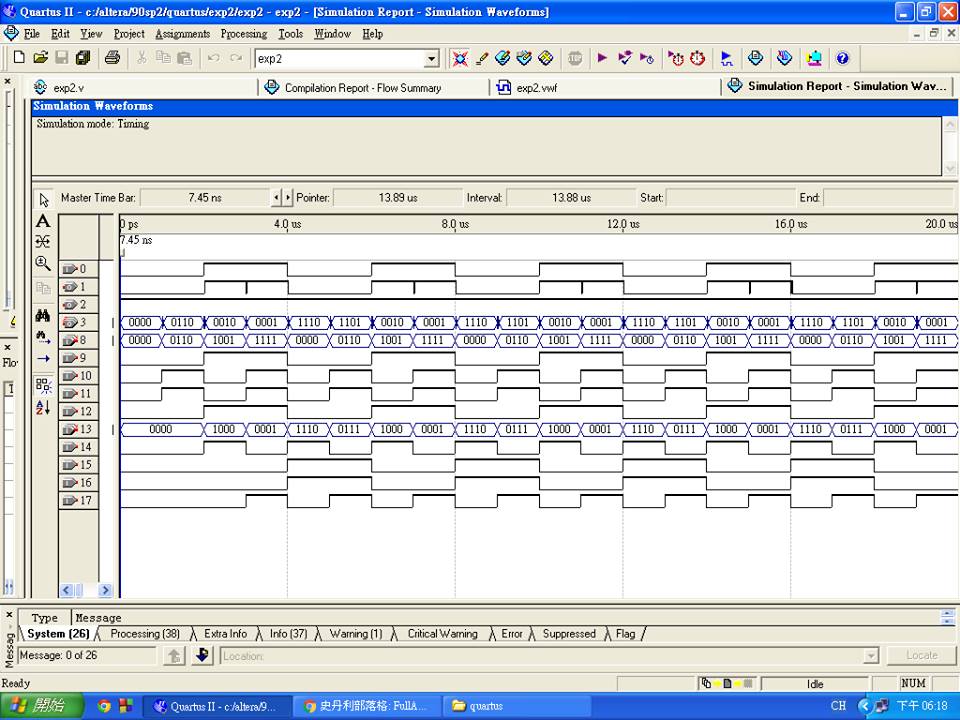 Quartus II - c:/altera/90sp2/quartus/exp2/exp2 - exp2 - [Simulation Report - Simulation Waveforms]
File Edit View Project Assignments Processing Tools Window Help
exp2
exp2.v Compilation Report - Flow Summary exp2.vwf Simulation Report - Simulation Wav...
Simulation Waveforms
Simulation mode: Timing
Master Time Bar: 7.45 ns Pointer: 13.89 us Interval: 13.88 us Start: End:
0 ps 4.0 us 8.0 us 12.0 us 16.0 us 20.0 us
7.45 ns
0
1
2
3 0000 0110 0010 0001 1110 1101 0010 0001 1110 1101 0010 0001 1110 1101 0010 0001 1110 1101 0010 0001
8 0000 0110 1001 1111 0000 0110 1001 1111 0000 0110 1001 1111 0000 0110 1001 1111 0000 0110 1001 1111
Flo
9
10
11
12
13 0000 1000 0001 1110 0111 1000 0001 1110 0111 1000 0001 1110 0111 1000 0001 1110 0111 1000 0001
14
15
16
17
Type Message
System (26) Processing (38) Extra Info Info (37) Warning (1) Critical Warning Error Suppressed Flag
Messag
Message: 0 of 26 Location: Locate
Ready Idle NUM
開始 Quartus II - c:/altera/9... 史丹利部落格: FullA... quartus CH 下午 06:18